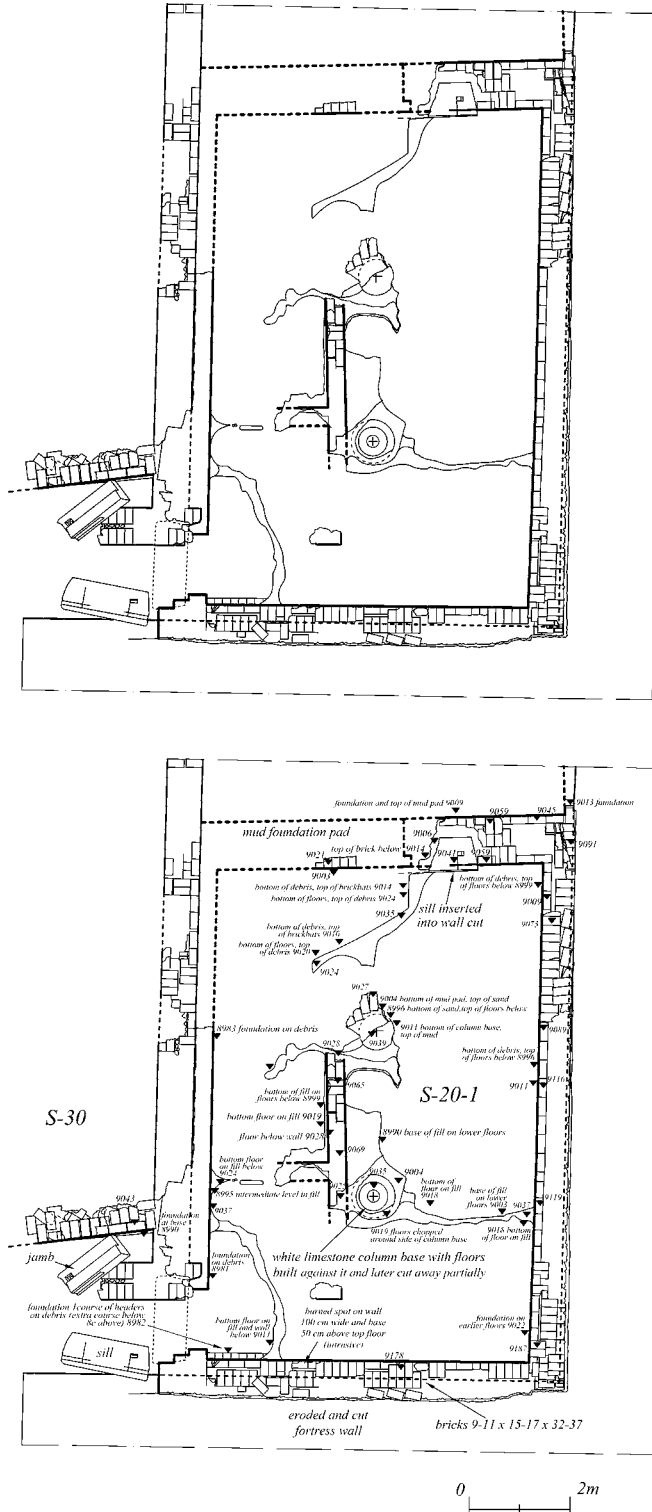 foundation and top of mud pad 9009
9059
9045
9013 foundation
mud foundation pad
9006
9091
top of brick below
9014
9021
9041
9059
9003
bottom of debris, top of brickbats 9014
bottom of floors, top of debris 9024
bottom of debris, top
of floors below 8999
9009
9035
sill inserted
into wall cut
9073
bottom of debris, top
of brickbats 9016
bottom of floors, top
of debris 9020
9024
9027
9004 bottom of mud pad, top of sand
8996 bottom of sand, top of floors below
9011 bottom of column base,
top of mud
8983 foundation on debris
9089
9028
9039
bottom of debris, top
of floors below 8996
9065
9011
9116
bottom of fill on
floors below 8999
S-20-1
S-30
bottom floor on fill 9019
floor below wall 9028
8990 base of fill on lower floors
bottom floor
on fill below
9024
9069
9035
9004
bottom of
floor on fill
9018
base of fill
on lower
floors 9003
8995 intermediate level in fill
9025
9037
9037
9119
9043
foundation
at base
8990
9019 floors chopped
around side of column base
9018 bottom
of floor on fill
jamb
foundation
on debris
8981
white limestone column base with floors
built against it and later cut away partially
foundation 1 course of headers
on debris (extra course below
&c above) 8982
bottom floor on
fill and wall
below 9011
burned spot on wall
100 cm wide and base
50 cm above top floor
(intrusive)
foundation on
earlier floors 9022
9187
sill
9178
eroded and cut
fortress wall
bricks 9-11 x 15-17 x 32-37
0 2m